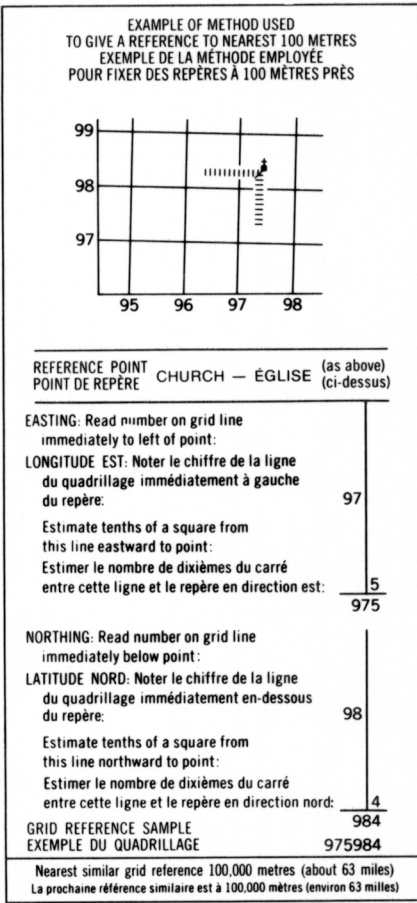 EXAMPLE OF METHOD USED
TO GIVE A REFERENCE TO NEAREST 100 METRES
EXEMPLE DE LA MÉTHODE EMPLOYÉE
POUR FIXER DES REPÈRES À 100 MÈTRES PRÈS
99
98
97
95 96 97 98
REFERENCE POINT
POINT DE REPÈRE
CHURCH — ÉGLISE
(as above)
(ci-dessus)
EASTING: Read number on grid line
immediately to left of point:
LONGITUDE EST: Noter le chiffre de la ligne
du quadrillage immédiatement à gauche
du repère: 97
Estimate tenths of a square from
this line eastward to point:
Estimer le nombre de dixièmes du carré
entre cette ligne et le repère en direction est: 5
975
NORTHING: Read number on grid line
immediately below point:
LATITUDE NORD: Noter le chiffre de la ligne
du quadrillage immédiatement en-dessous
du repère: 98
Estimate tenths of a square from
this line northward to point:
Estimer le nombre de dixièmes du carré
entre cette ligne et le repère en direction nord: 4
984
GRID REFERENCE SAMPLE
EXEMPLE DU QUADRILLAGE 975984
Nearest similar grid reference 100,000 metres (about 63 miles)
La prochaine référence similaire est à 100,000 mètres (environ 63 milles)